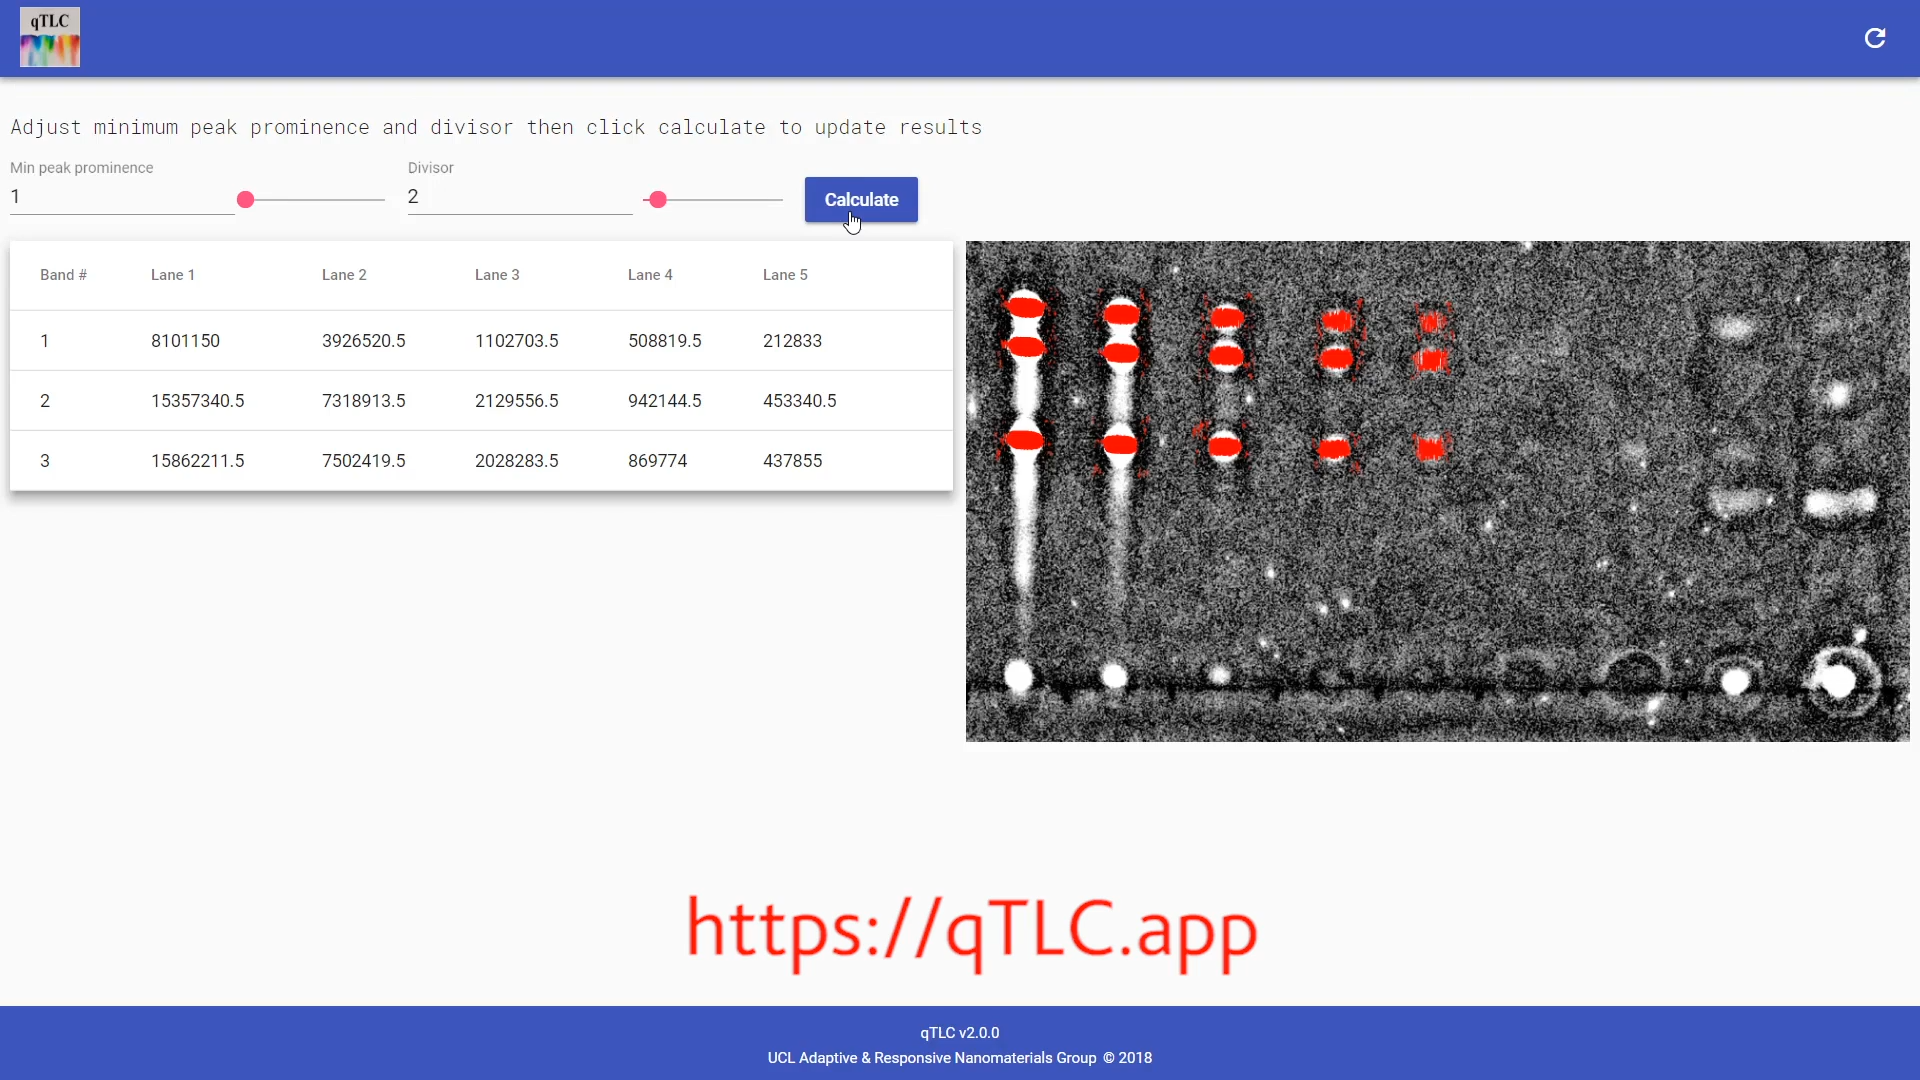 qTLC
Adjust minimum peak prominence and divisor then click calculate to update results
Min peak prominence
1
Divisor
2
Calculate
Band # Lane 1 Lane 2 Lane 3 Lane 4 Lane 5
1 8101150 3926520.5 1102703.5 508819.5 212833
2 15357340.5 7318913.5 2129556.5 942144.5 453340.5
3 15862211.5 7502419.5 2028283.5 869774 437855
https://qTLC.app
qTLC v2.0.0
UCL Adaptive & Responsive Nanomaterials Group © 2018